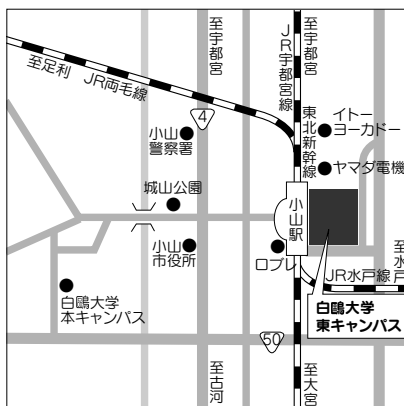 至宇都宮
JR宇都宮線
至宇都宮
東北新幹線
至足利
JR両毛線
4
小山
警察署
イトー
ヨーカドー
ヤマダ電機
城山公園
小山駅
小山
市役所
ロブレ
至水戸
JR水戸線
白鷗大学
本キャンパス
白鷗大学
東キャンパス
50
至古河
至大宮